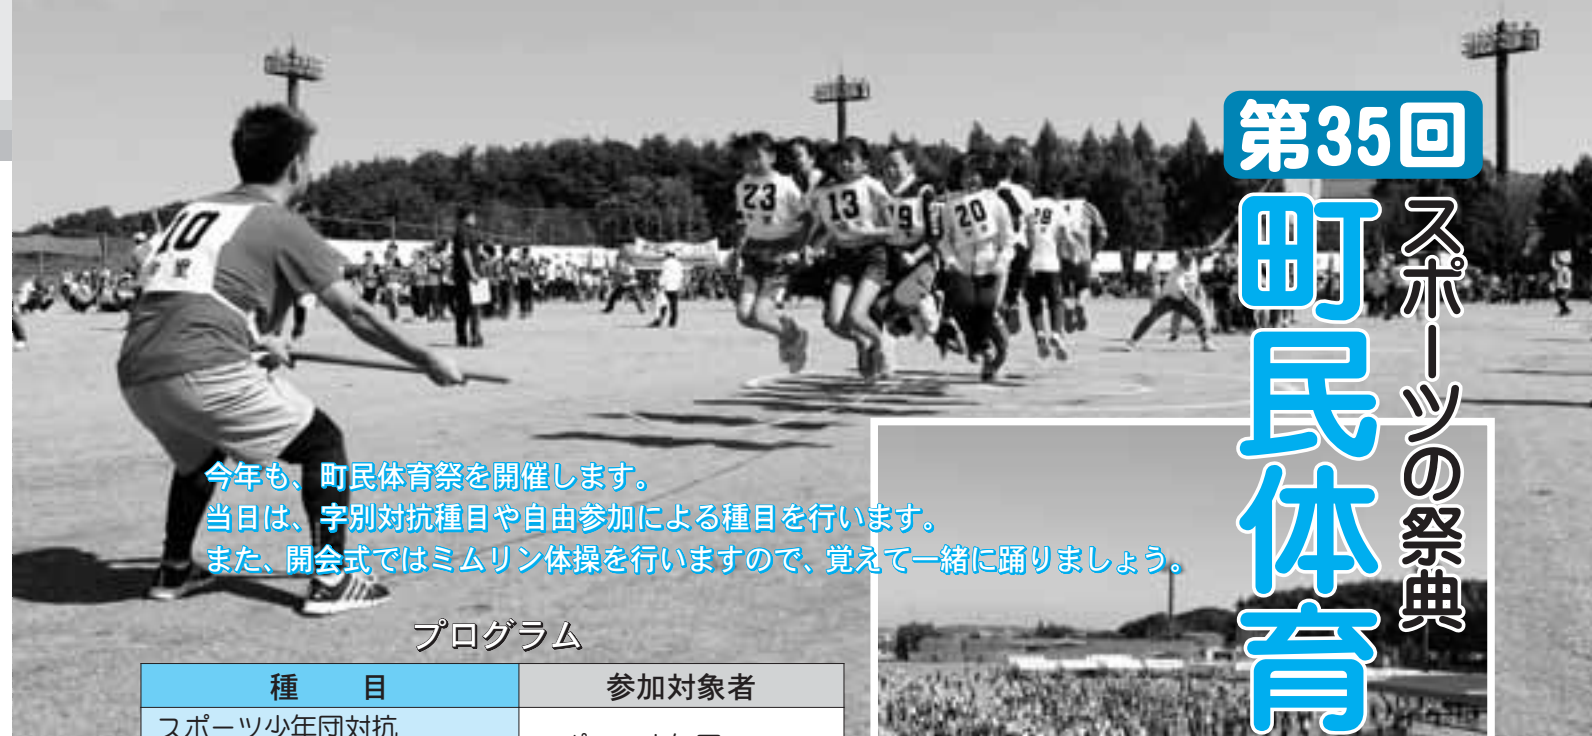 第35回
スポーツの祭典
町民体育
今年も、町民体育祭を開催します。
当日は、字別対抗種目や自由参加による種目を行います。
また、開会式ではミムリン体操を行いますので、覚えて一緒に踊りましょう。
プログラム
種　目
参加対象者
スポーツ少年団対抗
10
23
13
19
20